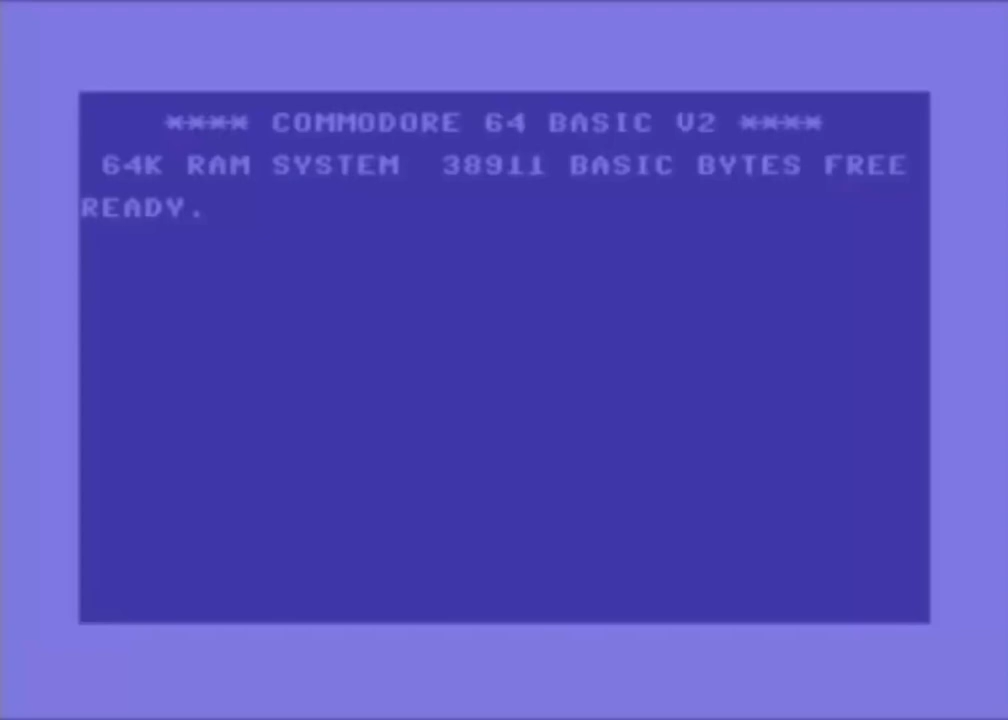 **** COMMODORE 64 BASIC V2 ****
64K RAM SYSTEM  38911 BASIC BYTES FREE
READY.